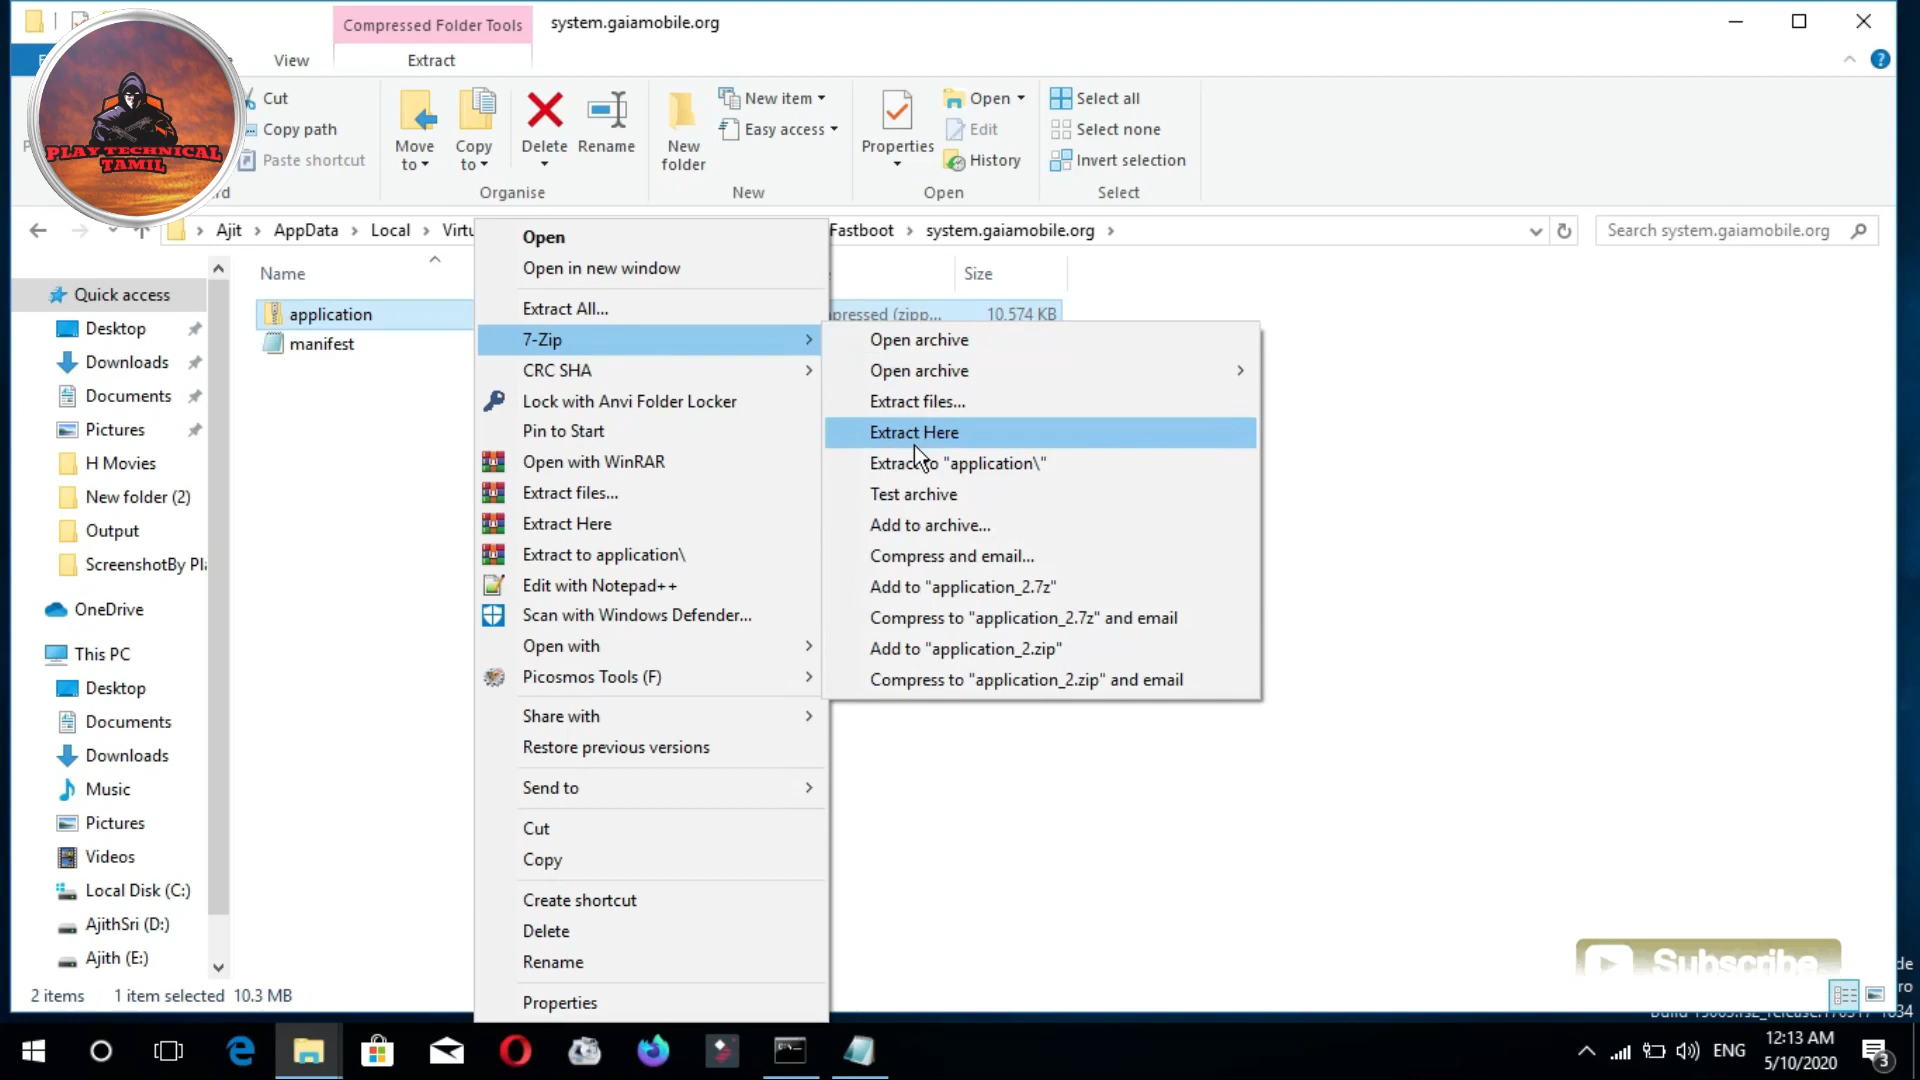 Compressed Folder Tools
system.gaiamobile.org
View
Extract
PLAY TECHNICAL
TAMIL
Cut
Copy path
Paste shortcut
Move to
Copy to
Delete
Rename
Organise
New folder
New item
Easy access
New
Properties
Open
Edit
History
Open
Select all
Select none
Invert selection
Select
Ajit
AppData
Local
Fastboot
system.gaiamobile.org
Search system.gaiamobile.org
Name
Size
application
10,574 KB
manifest
Quick access
Desktop
Downloads
Documents
Pictures
H Movies
New folder (2)
Output
OneDrive
This PC
Desktop
Documents
Downloads
Music
Pictures
Videos
Local Disk (C:)
AjithSri (D:)
Ajith (E:)
Open
Open in new window
Extract All...
7-Zip
CRC SHA
Lock with Anvi Folder Locker
Pin to Start
Open with WinRAR
Extract files...
Extract Here
Extract to application\
Edit with Notepad++
Scan with Windows Defender...
Open with
Picosmos Tools (F)
Share with
Restore previous versions
Send to
Cut
Copy
Create shortcut
Delete
Rename
Properties
Open archive
Open archive
Extract files...
Extract Here
Extract to "application\"
Test archive
Add to archive...
Compress and email...
Add to "application_2.7z"
Compress to "application_2.7z" and email
Add to "application_2.zip"
Compress to "application_2.zip" and email
Subscribe
2 items
1 item selected 10.3 MB
ENG
12:13 AM
5/10/2020
3